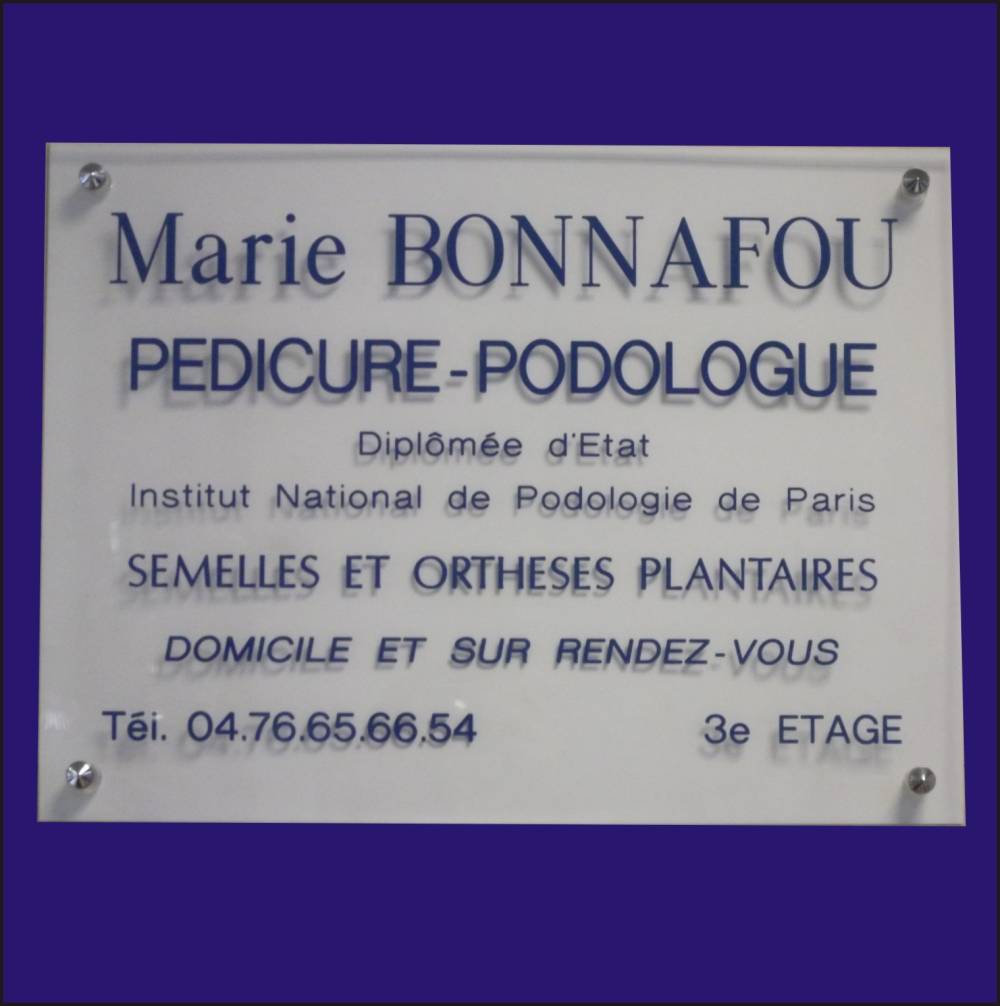 Marie BONNAFOU
PEDICURE-PODOLOGUE
Diplômée d'Etat
Institut National de Podologie de Paris
SEMELLES ET ORTHESES PLANTAIRES
DOMICILE ET SUR RENDEZ-VOUS
Téi. 04.76.65.66.54 3e ETAGE